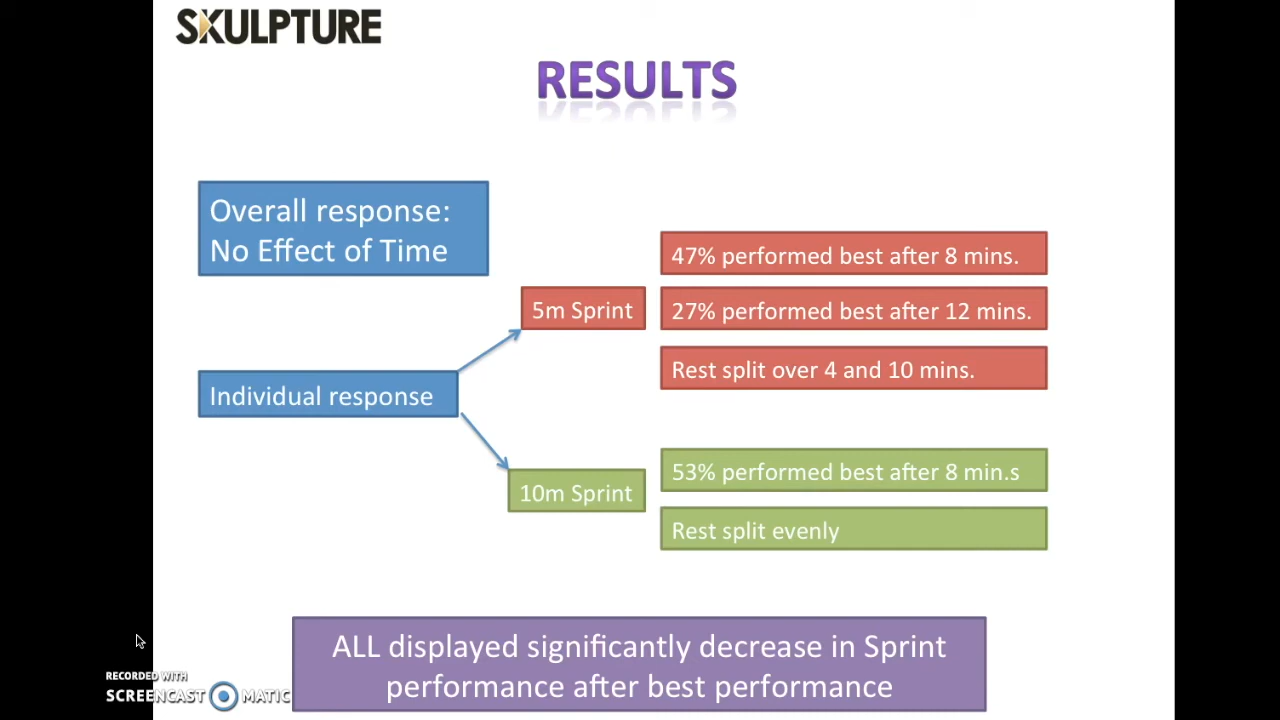 SKULPTURE
RESULTS
Overall response:
No Effect of Time
47% performed best after 8 mins.
5m Sprint
27% performed best after 12 mins.
Rest split over 4 and 10 mins.
Individual response
53% performed best after 8 min.s
10m Sprint
Rest split evenly
ALL displayed significantly decrease in Sprint
performance after best performance
RECORDED WITH
SCREENCAST MATIC